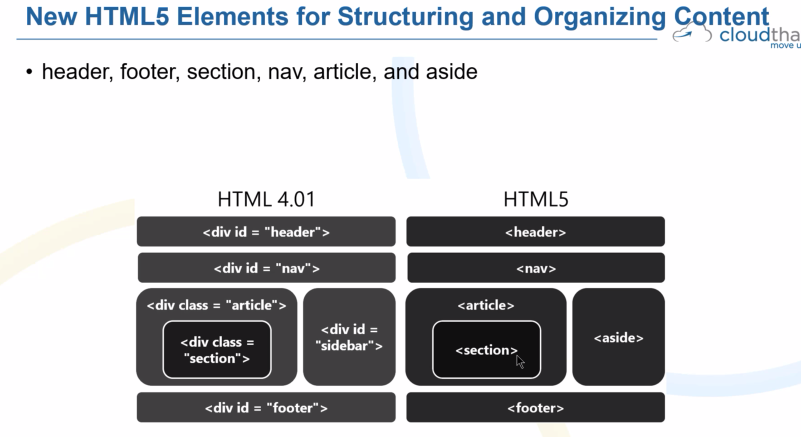 New HTML5 Elements for Structuring and Organizing Content
cloudtha
move u
• header, footer, section, nav, article, and aside
HTML 4.01
HTML5
<div id = "header">
<header>
<div id = "nav">
<nav>
<div class = "article">
<div class =
"section">
<div id =
"sidebar">
<article>
<section>
<aside>
<div id = "footer">
<footer>